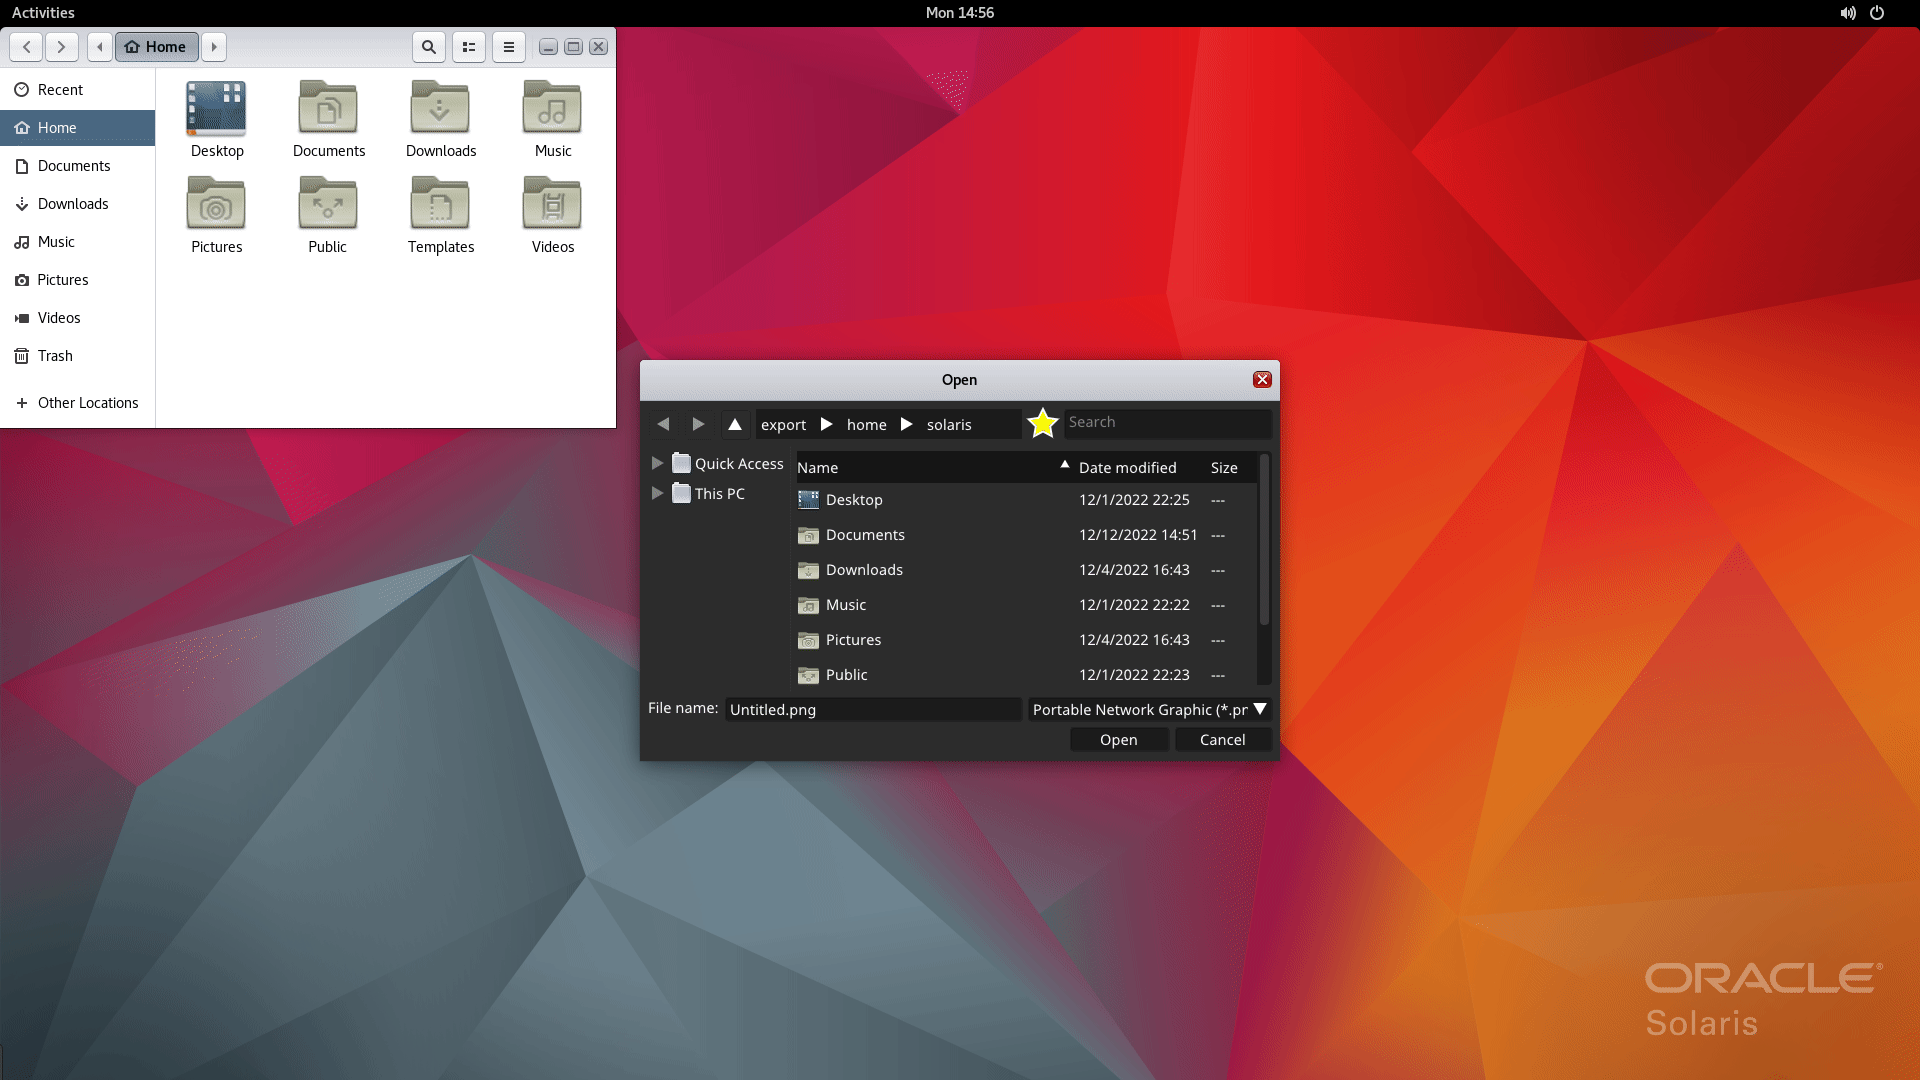 Activities
Mon 14:56
Home
Recent
Home
Documents
Downloads
Music
Pictures
Videos
Trash
Other Locations
Desktop
Documents
Downloads
Music
Pictures
Public
Templates
Videos
Open
export home solaris
Search
Quick Access
This PC
Name Date modified Size
Desktop 12/1/2022 22:25 ---
Documents 12/12/2022 14:51 ---
Downloads 12/4/2022 16:43 ---
Music 12/1/2022 22:22 ---
Pictures 12/4/2022 16:43 ---
Public 12/1/2022 22:23 ---
File name: Untitled.png Portable Network Graphic (*.pr
Open Cancel
ORACLE®
Solaris